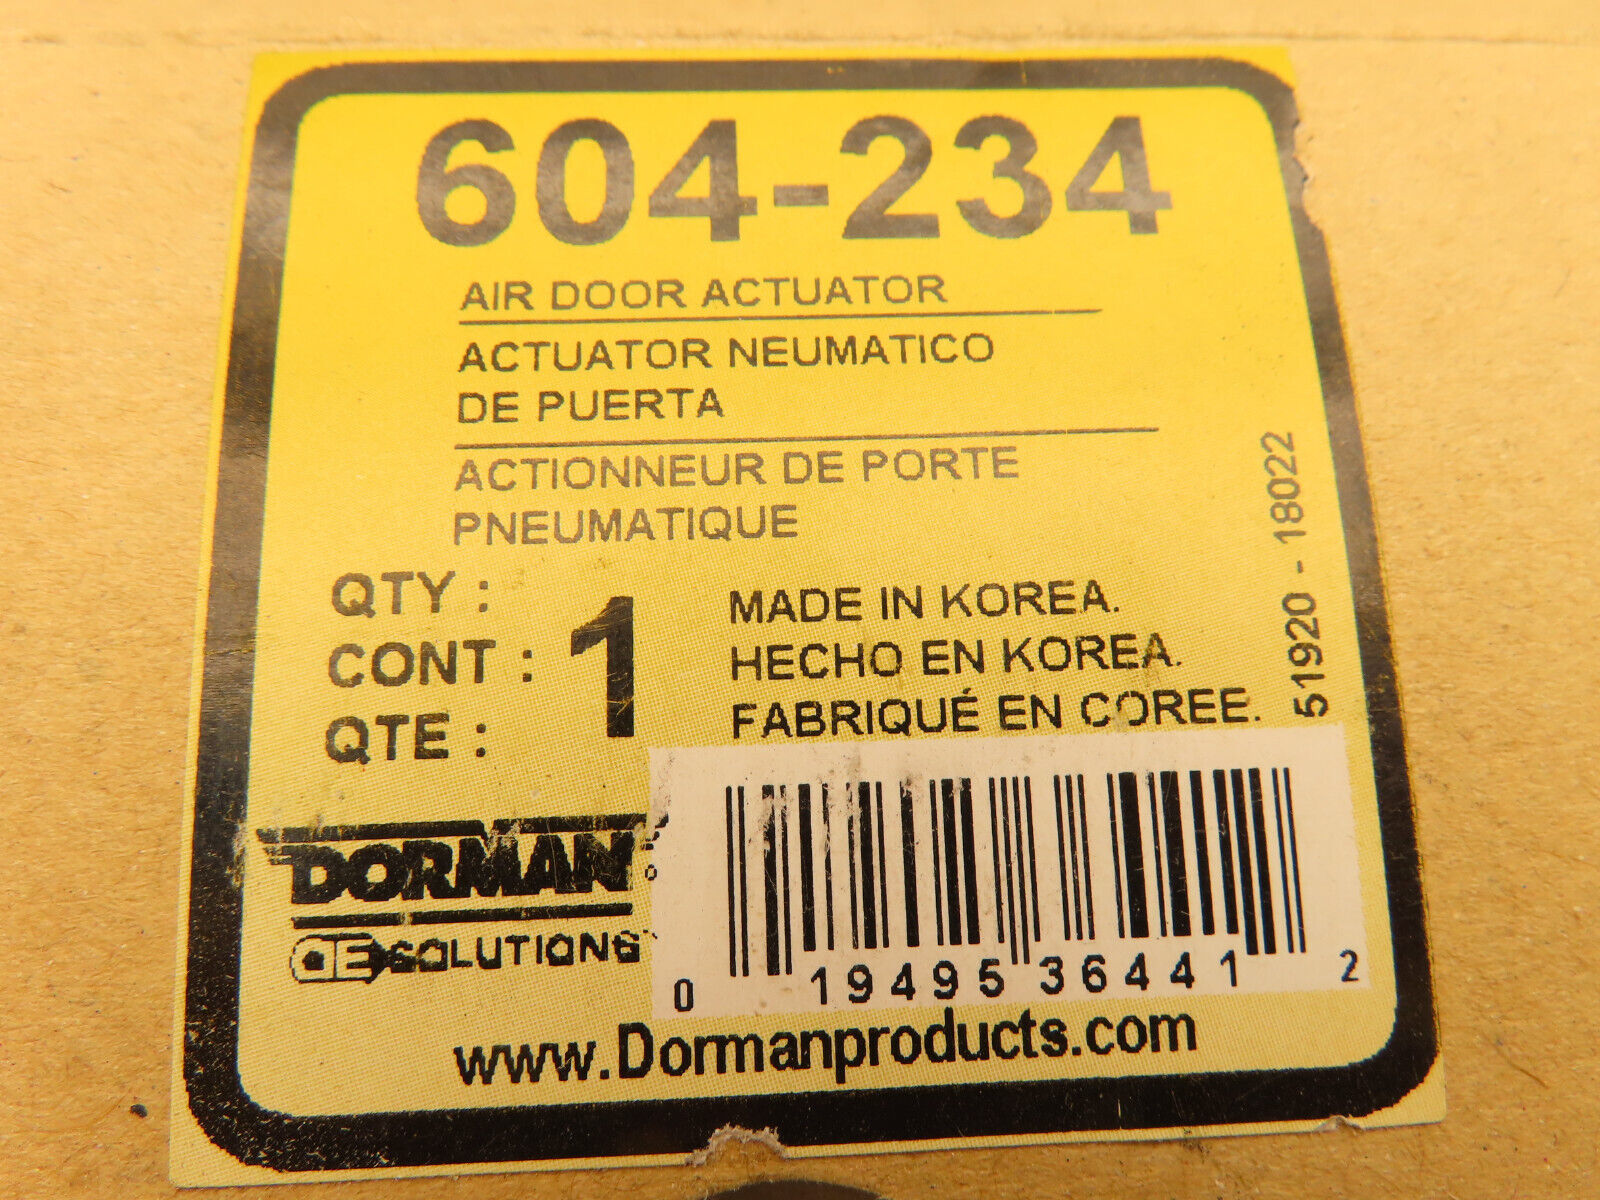 604-234
AIR DOOR ACTUATOR
ACTUATOR NEUMATICO
DE PUERTA
ACTIONNEUR DE PORTE
PNEUMATIQUE
QTY :
CONT : 1
QTE :
MADE IN KOREA.
HECHO EN KOREA.
FABRIQUÉ EN COREE.
51920 - 18022
DORMAN
OE SOLUTIONS
0 19495 36441 2
www.Dormanproducts.com